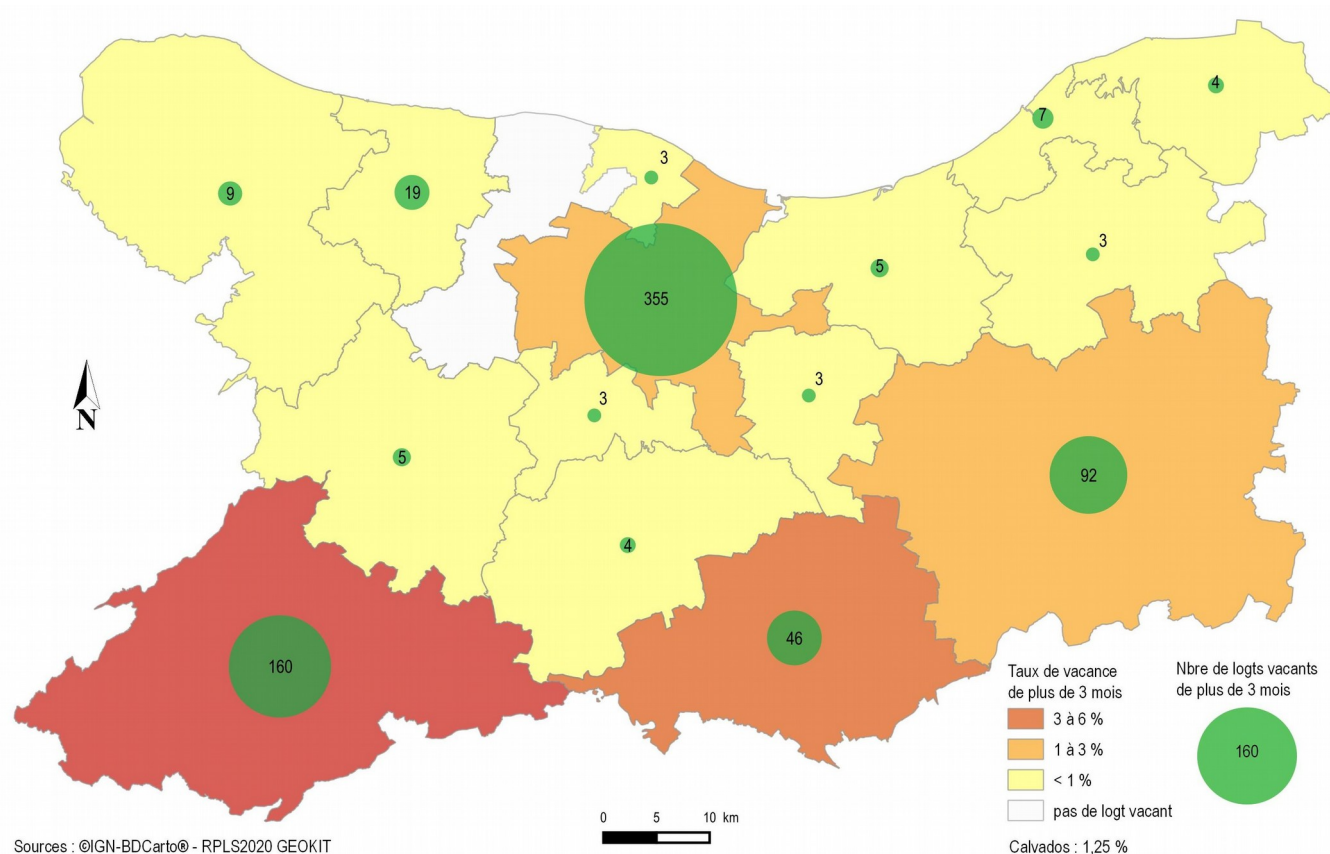 4
7
3
9
19
3
5
355
3
3
5
92
4
46
160
N
Taux de vacance
de plus de 3 mois
3 à 6 %
1 à 3 %
< 1 %
pas de logt vacant
Calvados : 1,25 %
Nbre de logts vacants
de plus de 3 mois
160
0 5 10 km
Sources : ©IGN-BDCarto® - RPLS2020 GEOKIT